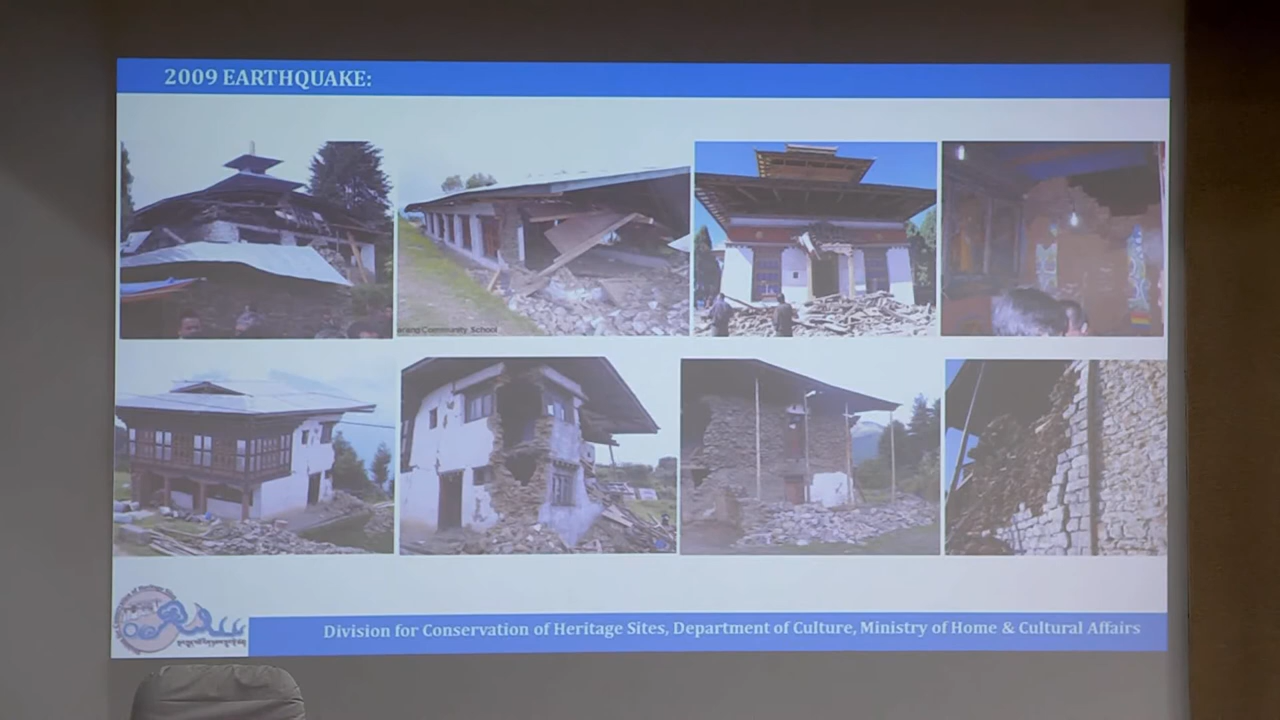 2009 EARTHQUAKE:
Community School
Division for Conservation of Heritage Sites, Department of Culture, Ministry of Home & Cultural Affairs